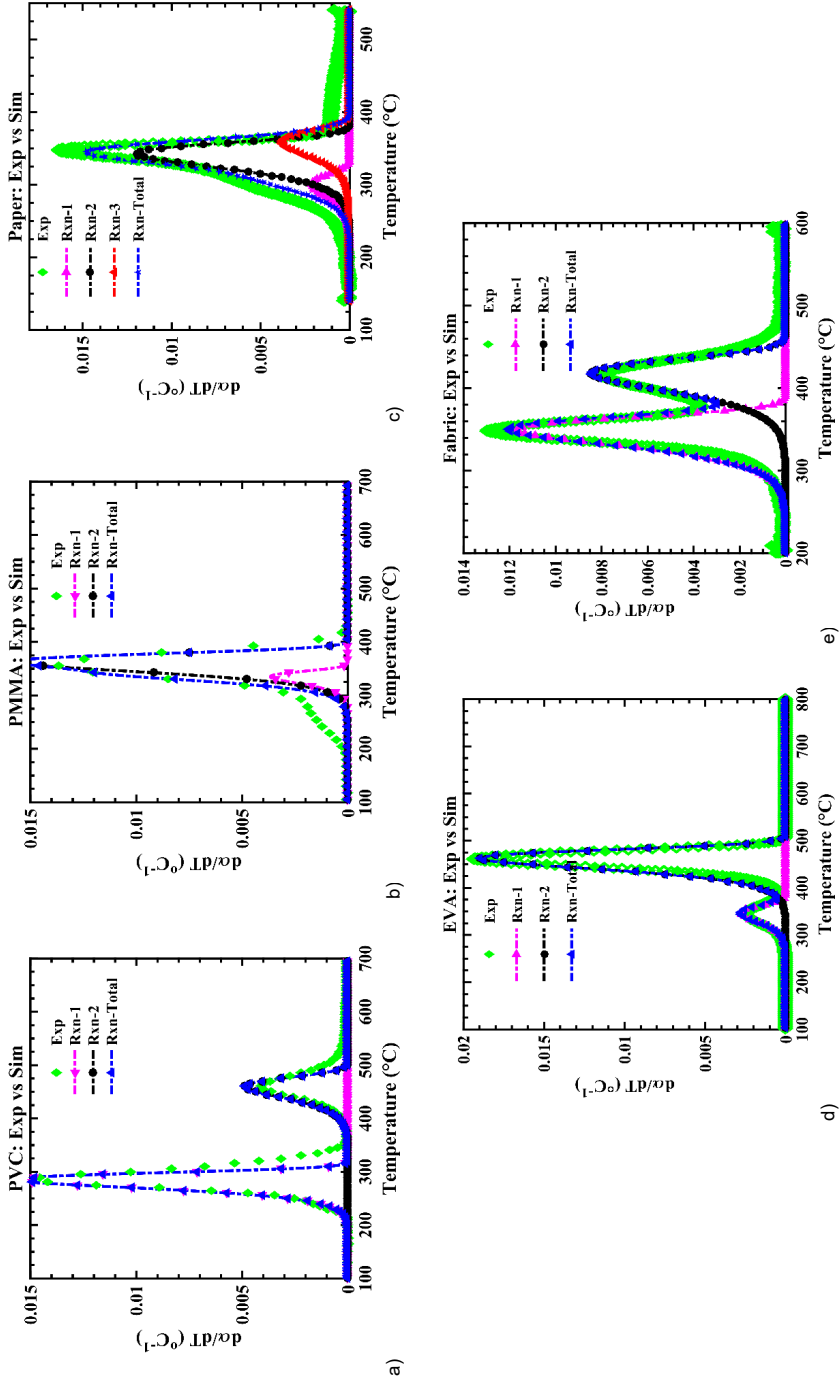 a)
PVC: Exp vs Sim
dα/dT (°C⁻¹)
0.015
0.01
0.005
0
Exp
Rxn-1
Rxn-2
Rxn-Total
100
200
300
400
500
600
700
Temperature (°C)
b)
PMMA: Exp vs Sim
dα/dT (°C⁻¹)
0.015
0.01
0.005
0
Exp
Rxn-1
Rxn-2
Rxn-Total
100
200
300
400
500
600
700
Temperature (°C)
c)
Paper: Exp vs Sim
dα/dT (°C⁻¹)
0.015
0.01
0.005
0
Exp
Rxn-1
Rxn-2
Rxn-3
Rxn-Total
100
200
300
400
500
Temperature (°C)
d)
EVA: Exp vs Sim
dα/dT (°C⁻¹)
0.02
0.015
0.01
0.005
0
Exp
Rxn-1
Rxn-2
Rxn-Total
100
200
300
400
500
600
700
800
Temperature (°C)
e)
Fabric: Exp vs Sim
dα/dT (°C⁻¹)
0.014
0.012
0.01
0.008
0.006
0.004
0.002
0
Exp
Rxn-1
Rxn-2
Rxn-Total
200
300
400
500
600
Temperature (°C)